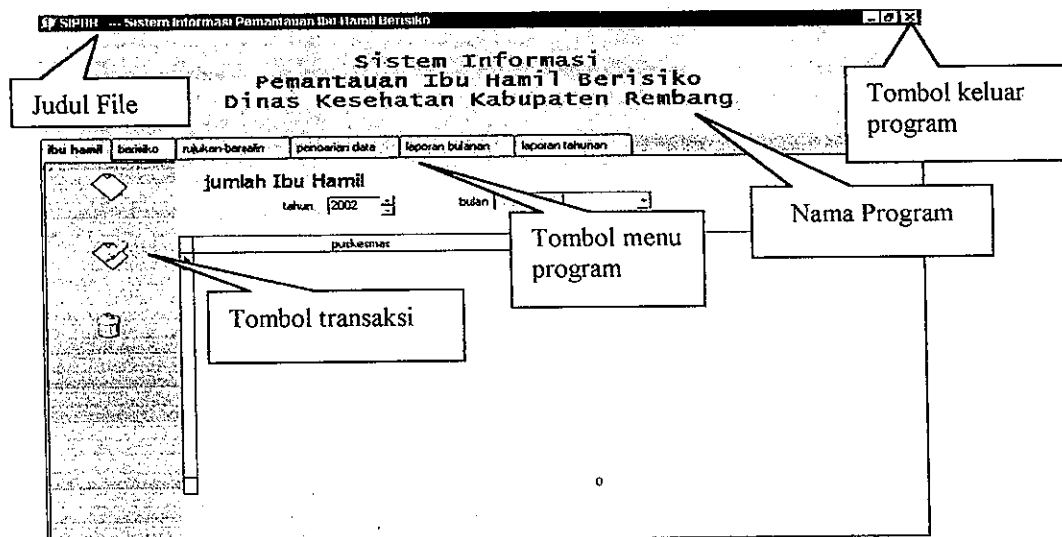 SIPIBR --- Sistem Informasi Pemantauan Ibu Hamil Berisiko
Sistem Informasi
Pemantauan Ibu Hamil Berisiko
Dinas Kesehatan Kabupaten Rembang
Judul File
Tombol keluar
program
ibu hamil berisiko rujukan-bersalin pencarian data laporan bulanan laporan tahunan
jumlah Ibu Hamil
tahun 2002 bulan
Nama Program
puskesmas
Tombol menu
program
Tombol transaksi
0